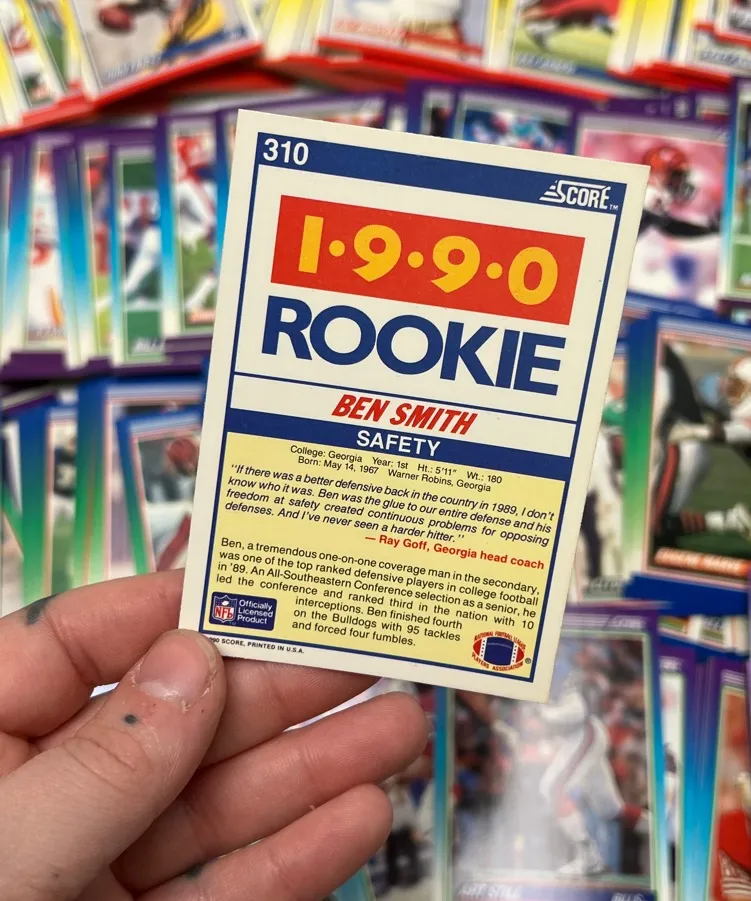 310
SCORE™
1•9•9•0
ROOKIE
BEN SMITH
SAFETY
College: Georgia Year: 1st Ht.: 5'11" Wt.: 180
Born: May 14, 1967 Warner Robins, Georgia
"If there was a better defensive back in the country in 1989, I don't
know who it was. Ben was the glue to our entire defense and his
freedom at safety created continuous problems for opposing
defenses. And I've never seen a harder hitter."
— Ray Goff, Georgia head coach
Ben, a tremendous one-on-one coverage man in the secondary,
was one of the top ranked defensive players in college football
in '89. An All-Southeastern Conference selection as a senior, he
led the conference and ranked third in the nation with 10
interceptions. Ben finished fourth
on the Bulldogs with 95 tackles
and forced four fumbles.
NFL
Officially
Licensed
Product
NATIONAL FOOTBALL LEAGUE
PLAYERS ASSOCIATION
®
SCORE, PRINTED IN U.S.A.